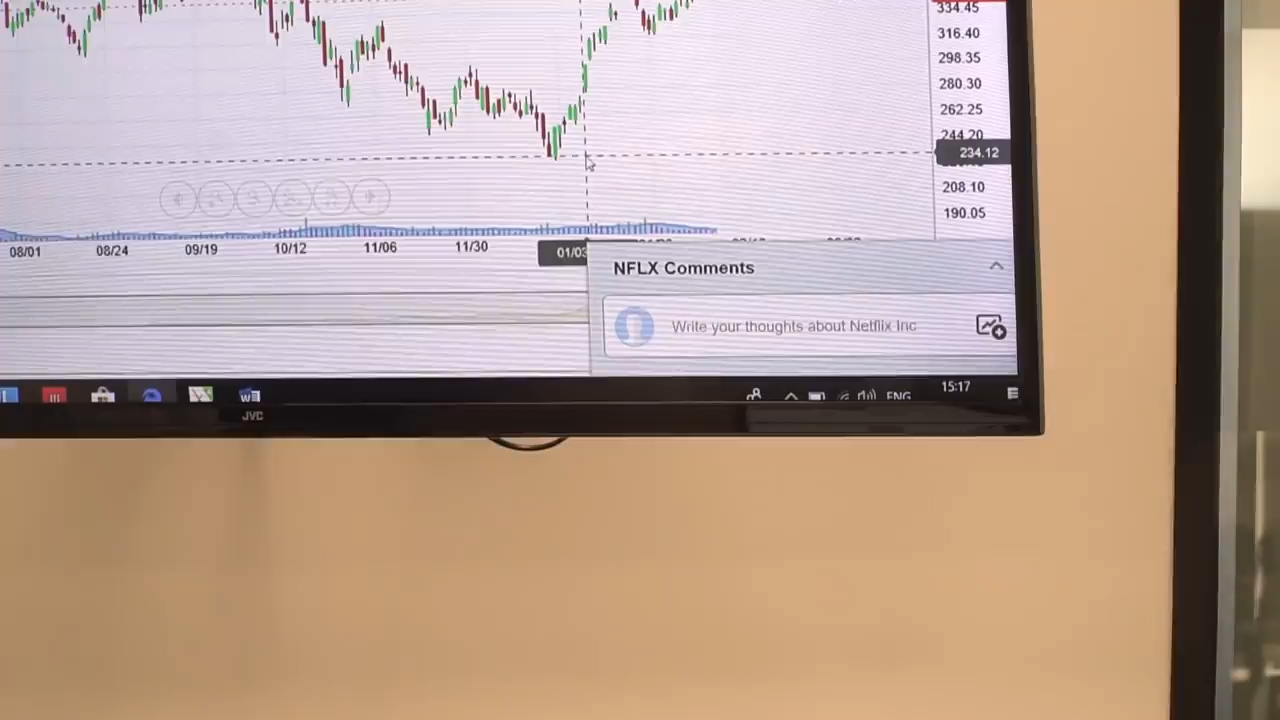 334.45
316.40
298.35
280.30
262.25
244.20
234.12
208.10
190.05
08/01 08/24 09/19 10/12 11/06 11/30 01/03
NFLX Comments
Write your thoughts about Netflix Inc
W
ENG 15:17
JVC